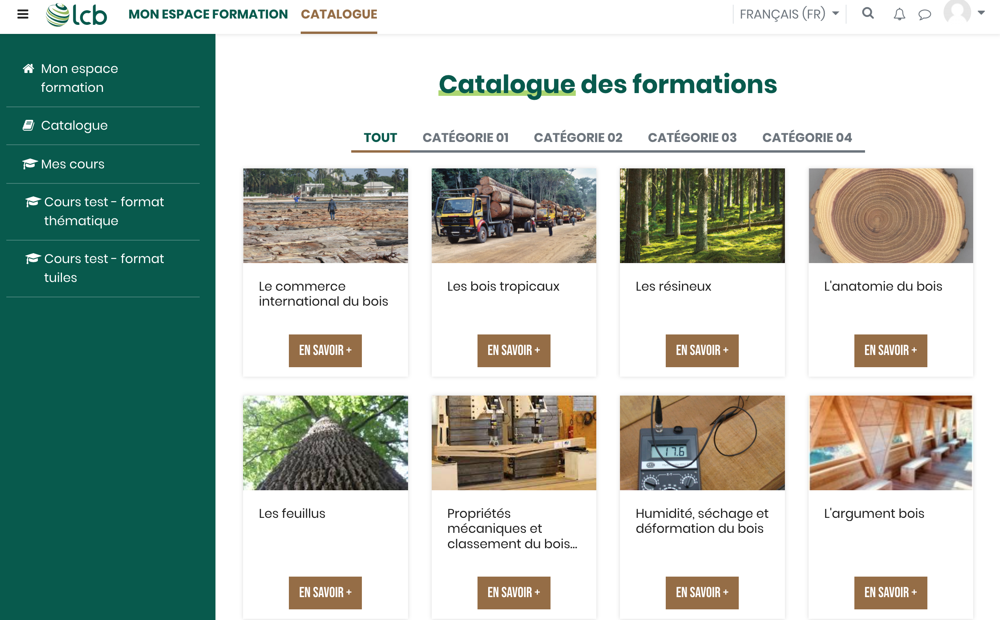 lcb
MON ESPACE FORMATION
CATALOGUE
FRANÇAIS (FR)
Mon espace
formation
Catalogue
Mes cours
Cours test - format
thématique
Cours test - format
tuiles
Catalogue des formations
TOUT
CATÉGORIE 01
CATÉGORIE 02
CATÉGORIE 03
CATÉGORIE 04
Le commerce
international du bois
EN SAVOIR +
Les bois tropicaux
EN SAVOIR +
Les résineux
EN SAVOIR +
L'anatomie du bois
EN SAVOIR +
Les feuillus
EN SAVOIR +
Propriétés
mécaniques et
classement du bois...
EN SAVOIR +
17.6
GANN
X-Y
Humidité, séchage et
déformation du bois
EN SAVOIR +
L'argument bois
EN SAVOIR +